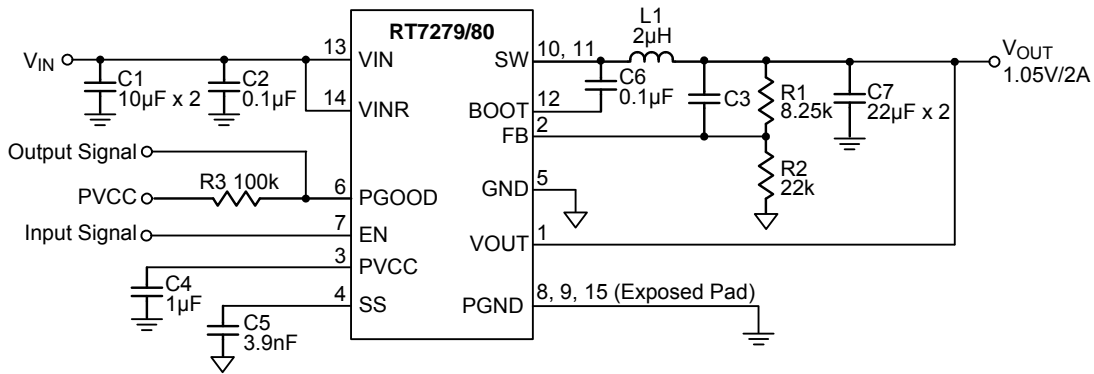 RT7279/80
VIN
13
VIN
C1
10µF x 2
C2
0.1µF
14
VINR
SW
10, 11
L1
2µH
C6
0.1µF
BOOT
12
FB
2
C3
R1
8.25k
R2
22k
C7
22µF x 2
VOUT
1.05V/2A
Output Signal
PVCC
R3 100k
6
PGOOD
Input Signal
7
EN
3
PVCC
C4
1µF
4
SS
C5
3.9nF
GND
5
VOUT
1
PGND
8, 9, 15 (Exposed Pad)